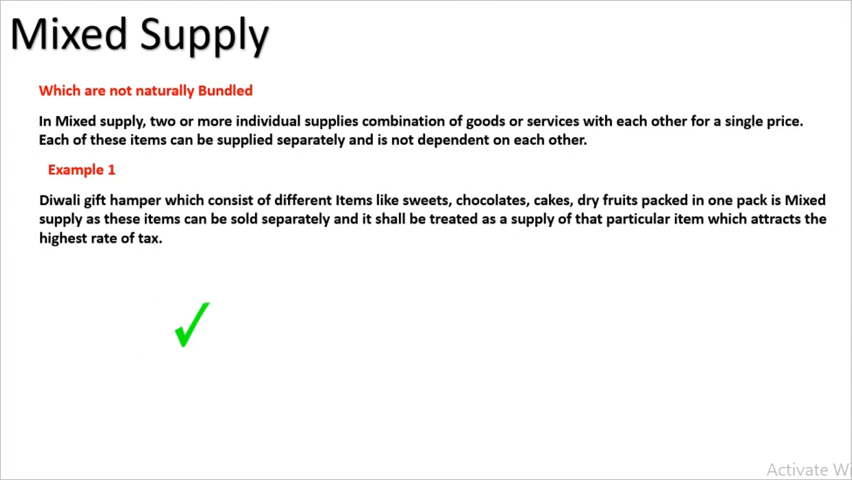 Mixed Supply
Which are not naturally Bundled
In Mixed supply, two or more individual supplies combination of goods or services with each other for a single price.
Each of these items can be supplied separately and is not dependent on each other.
Example 1
Diwali gift hamper which consist of different Items like sweets, chocolates, cakes, dry fruits packed in one pack is Mixed
supply as these items can be sold separately and it shall be treated as a supply of that particular item which attracts the
highest rate of tax.
Activate Wi